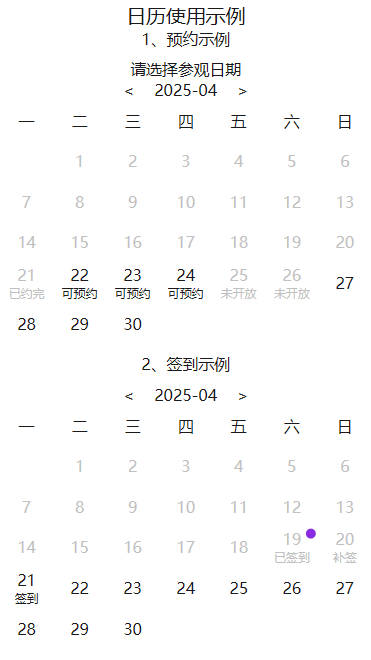 日历使用示例
1、预约示例
请选择参观日期
< 2025-04 >
一 二 三 四 五 六 日
1 2 3 4 5 6
7 8 9 10 11 12 13
14 15 16 17 18 19 20
21 22 23 24 25 26 27
已约完 可预约 可预约 可预约 未开放 未开放
28 29 30
2、签到示例
< 2025-04 >
一 二 三 四 五 六 日
1 2 3 4 5 6
7 8 9 10 11 12 13
14 15 16 17 18 19 20
已签到 补签
21 22 23 24 25 26 27
签到
28 29 30